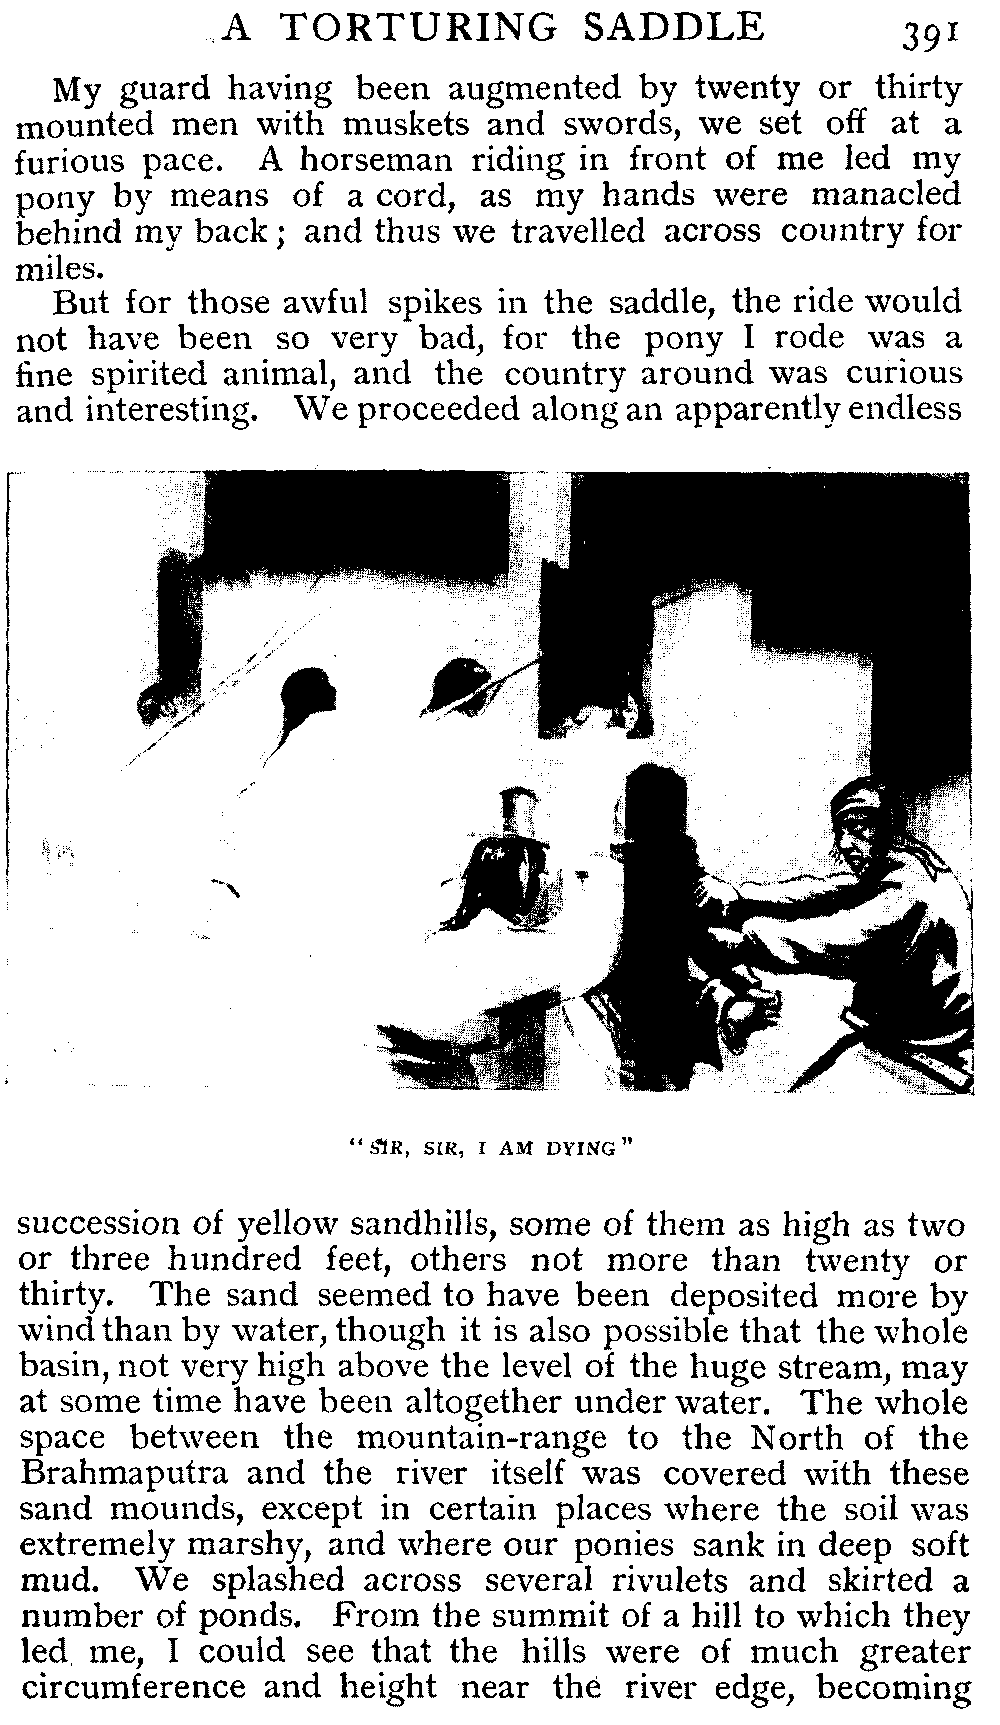 A TORTURING SADDLE 391
My guard having been augmented by twenty or thirty
mounted men with muskets and swords, we set off at a
furious pace. A horseman riding in front of me led my
pony by means of a cord, as my hands were manacled
behind my back; and thus we travelled across country for
miles.
But for those awful spikes in the saddle, the ride would
not have been so very bad, for the pony I rode was a
fine spirited animal, and the country around was curious
and interesting. We proceeded along an apparently endless
"SIR, SIR, I AM DYING"
succession of yellow sandhills, some of them as high as two
or three hundred feet, others not more than twenty or
thirty. The sand seemed to have been deposited more by
wind than by water, though it is also possible that the whole
basin, not very high above the level of the huge stream, may
at some time have been altogether under water. The whole
space between the mountain-range to the North of the
Brahmaputra and the river itself was covered with these
sand mounds, except in certain places where the soil was
extremely marshy, and where our ponies sank in deep soft
mud. We splashed across several rivulets and skirted a
number of ponds. From the summit of a hill to which they
led me, I could see that the hills were of much greater
circumference and height near the river edge, becoming